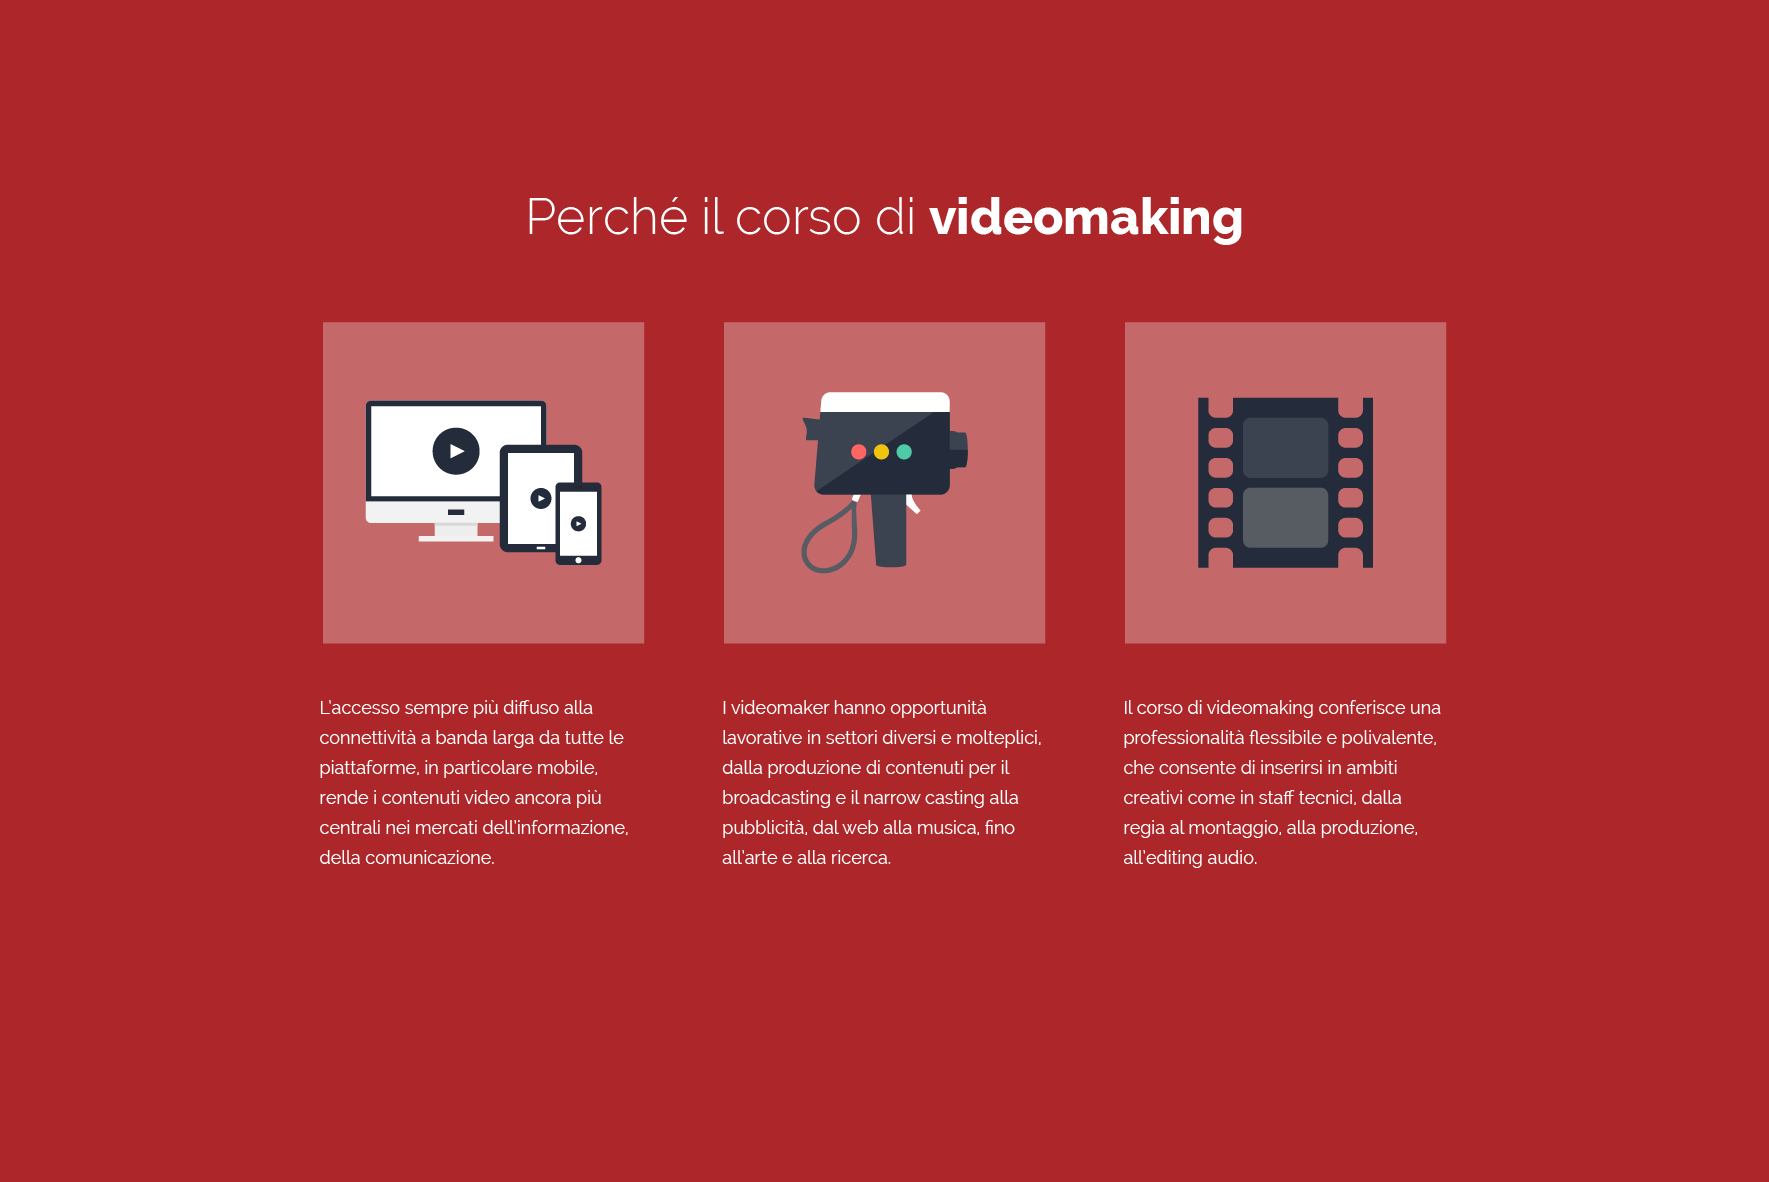 Perché il corso di videomaking
L'accesso sempre più diffuso alla
connettività a banda larga da tutte le
piattaforme, in particolare mobile,
rende i contenuti video ancora più
centrali nei mercati dell'informazione,
della comunicazione.
I videomaker hanno opportunità
lavorative in settori diversi e molteplici,
dalla produzione di contenuti per il
broadcasting e il narrow casting alla
pubblicità, dal web alla musica, fino
all'arte e alla ricerca.
Il corso di videomaking conferisce una
professionalità flessibile e polivalente,
che consente di inserirsi in ambiti
creativi come in staff tecnici, dalla
regia al montaggio, alla produzione,
all'editing audio.